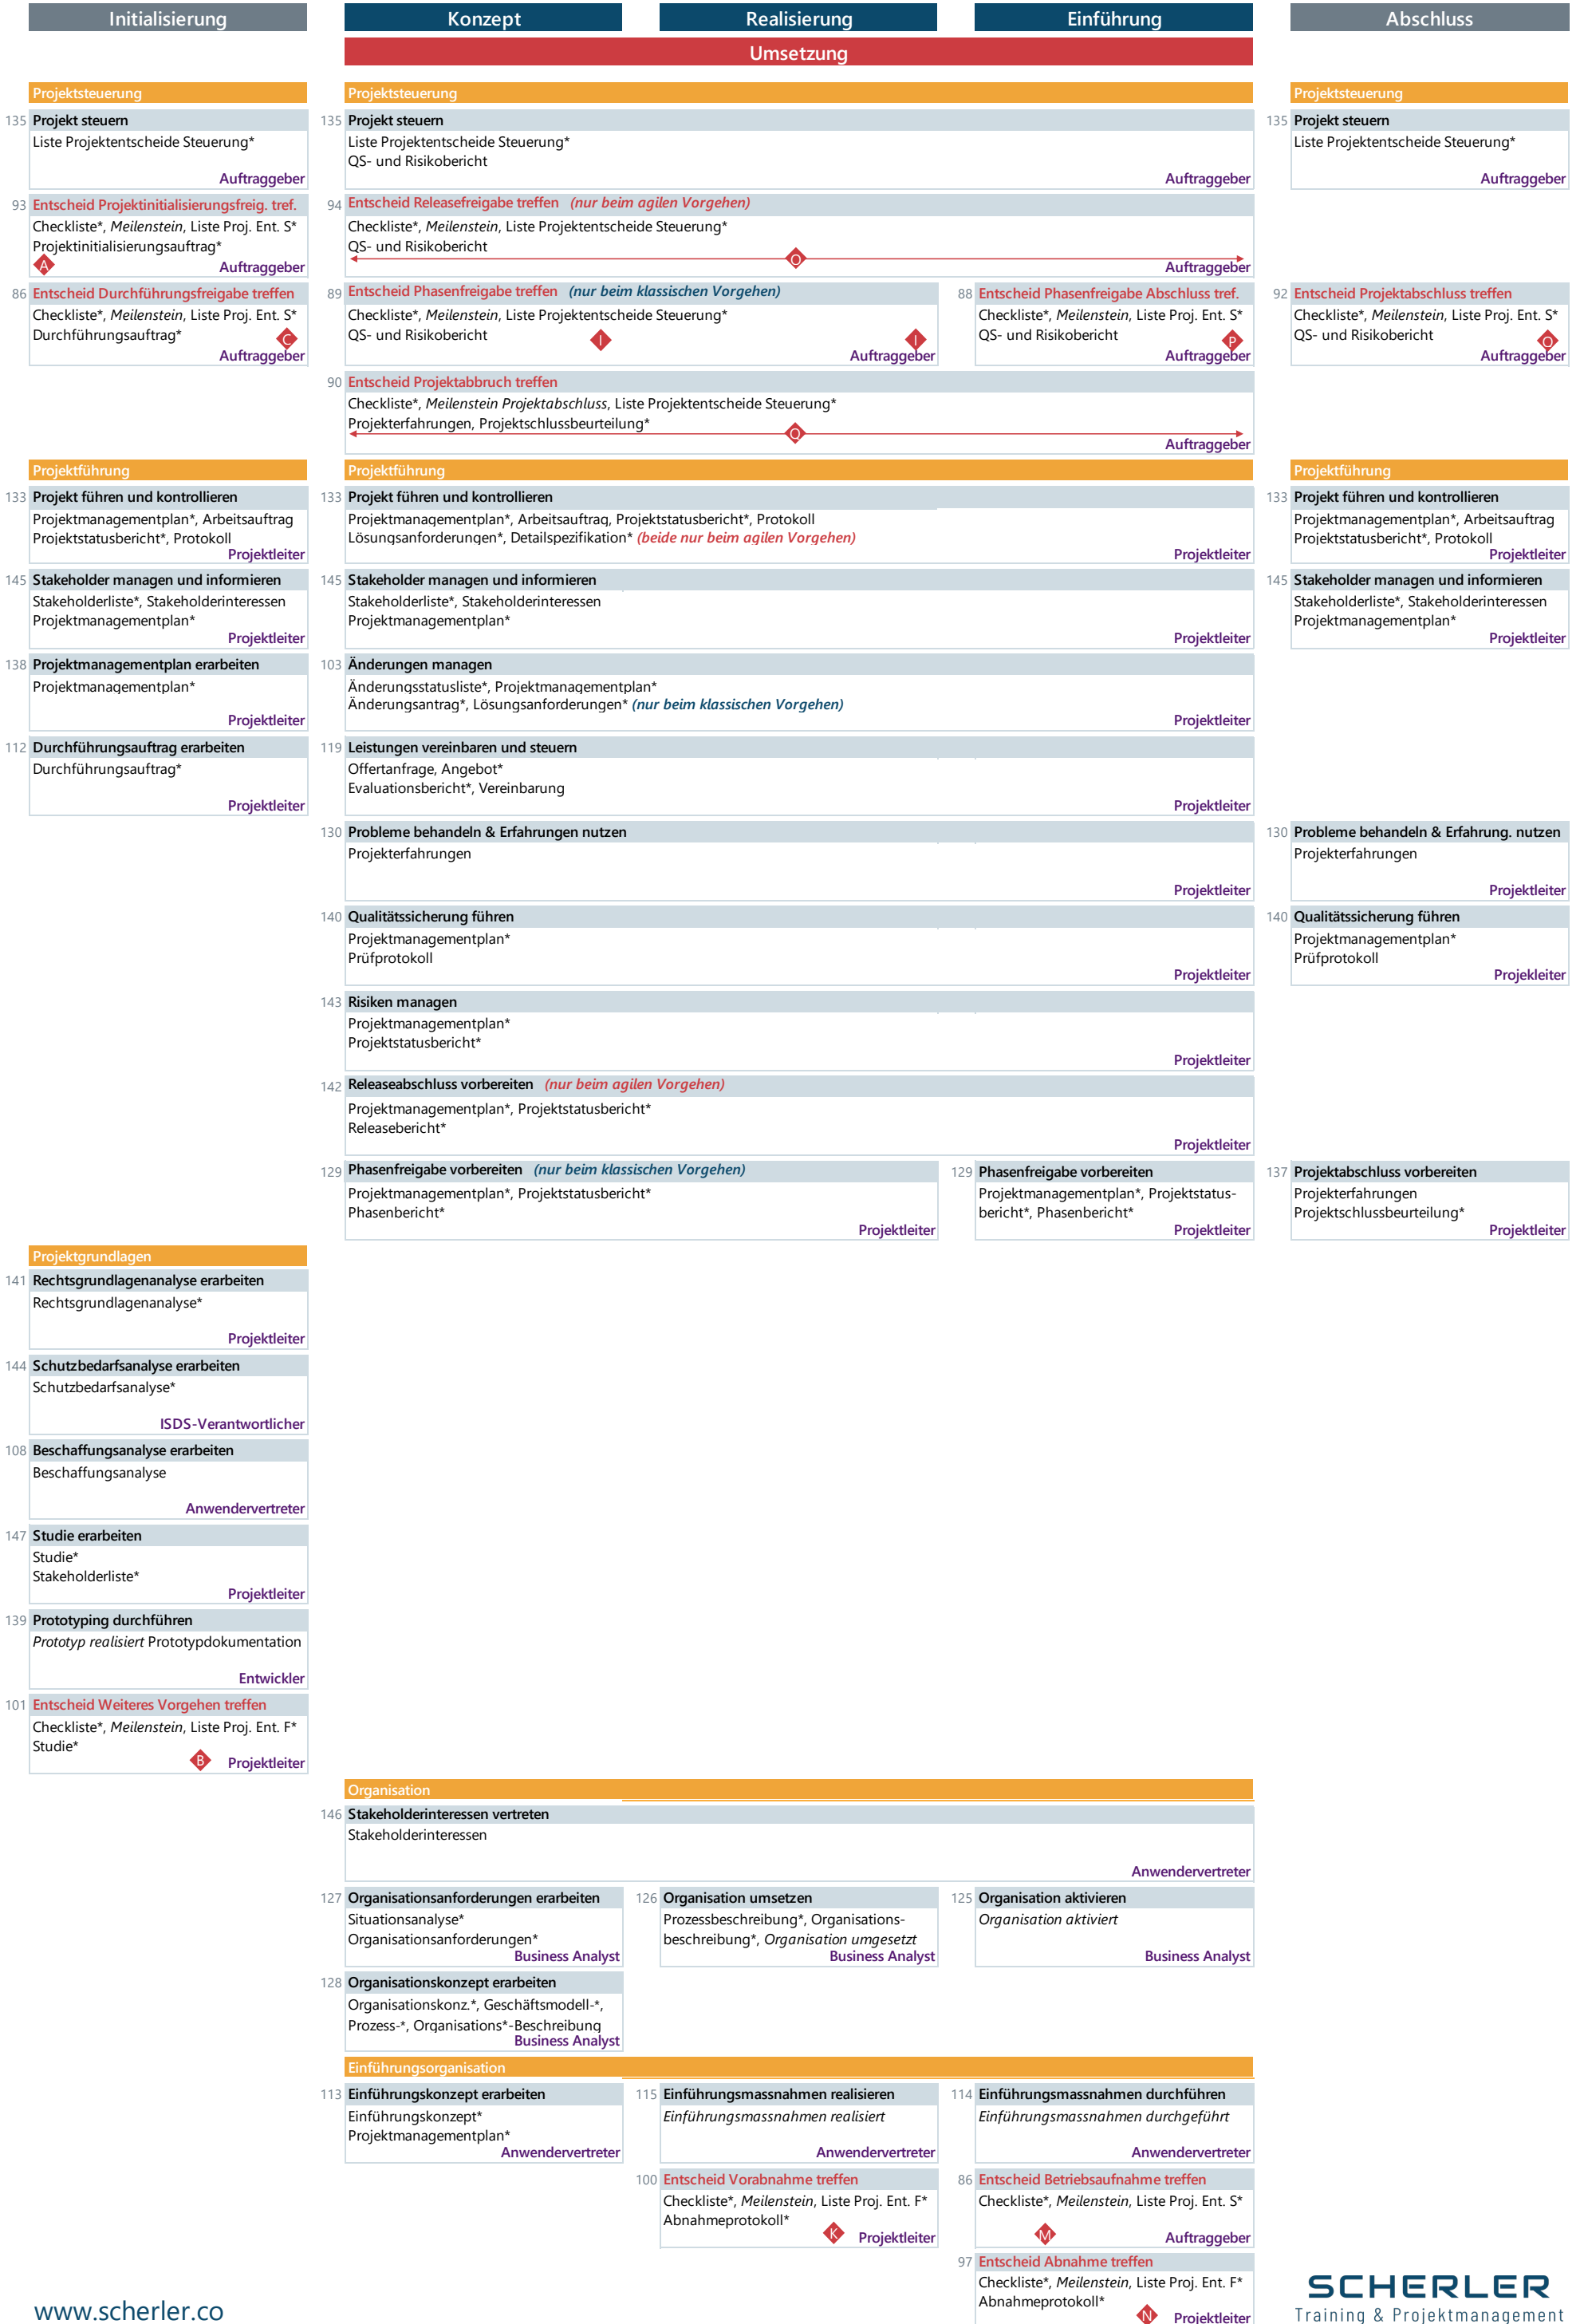 Initialisierung
Konzept
Realisierung
Einführung
Abschluss
Umsetzung
Projektsteuerung
Projektsteuerung
Projektsteuerung
135 Projekt steuern
Liste Projektentscheide Steuerung*
Auftraggeber
135 Projekt steuern
Liste Projektentscheide Steuerung*
QS- und Risikobericht
Auftraggeber
135 Projekt steuern
Liste Projektentscheide Steuerung*
Auftraggeber
93 Entscheid Projektinitialisierungsfreig. tref.
Checkliste*, Meilenstein, Liste Proj. Ent. S*
Projektinitialisierungsauftrag*
A
Auftraggeber
94 Entscheid Releasefreigabe treffen (nur beim agilen Vorgehen)
Checkliste*, Meilenstein, Liste Projektentscheide Steuerung*
QS- und Risikobericht
O
Auftraggeber
86 Entscheid Durchführungsfreigabe treffen
Checkliste*, Meilenstein, Liste Proj. Ent. S*
Durchführungsauftrag*
C
Auftraggeber
89 Entscheid Phasenfreigabe treffen (nur beim klassischen Vorgehen)
Checkliste*, Meilenstein, Liste Projektentscheide Steuerung*
QS- und Risikobericht
I
I
Auftraggeber
88 Entscheid Phasenfreigabe Abschluss tref.
Checkliste*, Meilenstein, Liste Proj. Ent. S*
QS- und Risikobericht
P
Auftraggeber
92 Entscheid Projektabschluss treffen
Checkliste*, Meilenstein, Liste Proj. Ent. S*
QS- und Risikobericht
Q
Auftraggeber
90 Entscheid Projektabbruch treffen
Checkliste*, Meilenstein Projektabschluss, Liste Projektentscheide Steuerung*
Projekterfahrungen, Projektschlussbeurteilung*
Q
Auftraggeber
Projektführung
Projektführung
Projektführung
133 Projekt führen und kontrollieren
Projektmanagementplan*, Arbeitsauftrag
Projektstatusbericht*, Protokoll
Projektleiter
133 Projekt führen und kontrollieren
Projektmanagementplan*, Arbeitsauftrag, Projektstatusbericht*, Protokoll
Lösungsanforderungen*, Detailspezifikation* (beide nur beim agilen Vorgehen)
Projektleiter
133 Projekt führen und kontrollieren
Projektmanagementplan*, Arbeitsauftrag
Projektstatusbericht*, Protokoll
Projektleiter
145 Stakeholder managen und informieren
Stakeholderliste*, Stakeholderinteressen
Projektmanagementplan*
Projektleiter
145 Stakeholder managen und informieren
Stakeholderliste*, Stakeholderinteressen
Projektmanagementplan*
Projektleiter
145 Stakeholder managen und informieren
Stakeholderliste*, Stakeholderinteressen
Projektmanagementplan*
Projektleiter
138 Projektmanagementplan erarbeiten
Projektmanagementplan*
Projektleiter
103 Änderungen managen
Änderungsstatusliste*, Projektmanagementplan*
Änderungsantrag*, Lösungsanforderungen* (nur beim klassischen Vorgehen)
Projektleiter
112 Durchführungsauftrag erarbeiten
Durchführungsauftrag*
Projektleiter
119 Leistungen vereinbaren und steuern
Offertanfrage, Angebot*
Evaluationsbericht*, Vereinbarung
Projektleiter
130 Probleme behandeln & Erfahrungen nutzen
Projekterfahrungen
Projektleiter
130 Probleme behandeln & Erfahrung. nutzen
Projekterfahrungen
Projektleiter
140 Qualitätssicherung führen
Projektmanagementplan*
Prüfprotokoll
Projektleiter
140 Qualitätssicherung führen
Projektmanagementplan*
Prüfprotokoll
Projekleiter
143 Risiken managen
Projektmanagementplan*
Projektstatusbericht*
Projektleiter
142 Releaseabschluss vorbereiten (nur beim agilen Vorgehen)
Projektmanagementplan*, Projektstatusbericht*
Releasebericht*
Projektleiter
129 Phasenfreigabe vorbereiten (nur beim klassischen Vorgehen)
Projektmanagementplan*, Projektstatusbericht*
Phasenbericht*
Projektleiter
129 Phasenfreigabe vorbereiten
Projektmanagementplan*, Projektstatus-
bericht*, Phasenbericht*
Projektleiter
137 Projektabschluss vorbereiten
Projekterfahrungen
Projektschlussbeurteilung*
Projektleiter
Projektgrundlagen
141 Rechtsgrundlagenanalyse erarbeiten
Rechtsgrundlagenanalyse*
Projektleiter
144 Schutzbedarfsanalyse erarbeiten
Schutzbedarfsanalyse*
ISDS-Verantwortlicher
108 Beschaffungsanalyse erarbeiten
Beschaffungsanalyse
Anwendervertreter
147 Studie erarbeiten
Studie*
Stakeholderliste*
Projektleiter
139 Prototyping durchführen
Prototyp realisiert Prototypdokumentation
Entwickler
101 Entscheid Weiteres Vorgehen treffen
Checkliste*, Meilenstein, Liste Proj. Ent. F*
Studie*
B
Projektleiter
Organisation
146 Stakeholderinteressen vertreten
Stakeholderinteressen
Anwendervertreter
127 Organisationsanforderungen erarbeiten
Situationsanalyse*
Organisationsanforderungen*
Business Analyst
126 Organisation umsetzen
Prozessbeschreibung*, Organisations-
beschreibung*, Organisation umgesetzt
Business Analyst
125 Organisation aktivieren
Organisation aktiviert
Business Analyst
128 Organisationskonzept erarbeiten
Organisationskonz.*, Geschäftsmodell-*,
Prozess-*, Organisations*-Beschreibung
Business Analyst
Einführungsorganisation
113 Einführungskonzept erarbeiten
Einführungskonzept*
Projektmanagementplan*
Anwendervertreter
115 Einführungsmassnahmen realisieren
Einführungsmassnahmen realisiert
Anwendervertreter
114 Einführungsmassnahmen durchführen
Einführungsmassnahmen durchgeführt
Anwendervertreter
100 Entscheid Vorabnahme treffen
Checkliste*, Meilenstein, Liste Proj. Ent. F*
Abnahmeprotokoll*
K
Projektleiter
86 Entscheid Betriebsaufnahme treffen
Checkliste*, Meilenstein, Liste Proj. Ent. S*
M
Auftraggeber
97 Entscheid Abnahme treffen
Checkliste*, Meilenstein, Liste Proj. Ent. F*
Abnahmeprotokoll*
N
Projektleiter
www.scherler.co
SCHERLER
Training & Projektmanagement